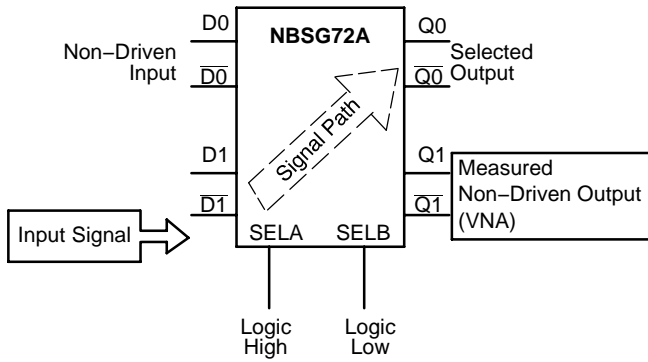 D0
NBSG72A
Q0
Non−Driven
Input
Selected
Output
D0
Q0
Signal Path
D1
Q1
Measured
Non−Driven Output
(VNA)
D1
Q1
Input Signal
SELA
SELB
Logic
High
Logic
Low